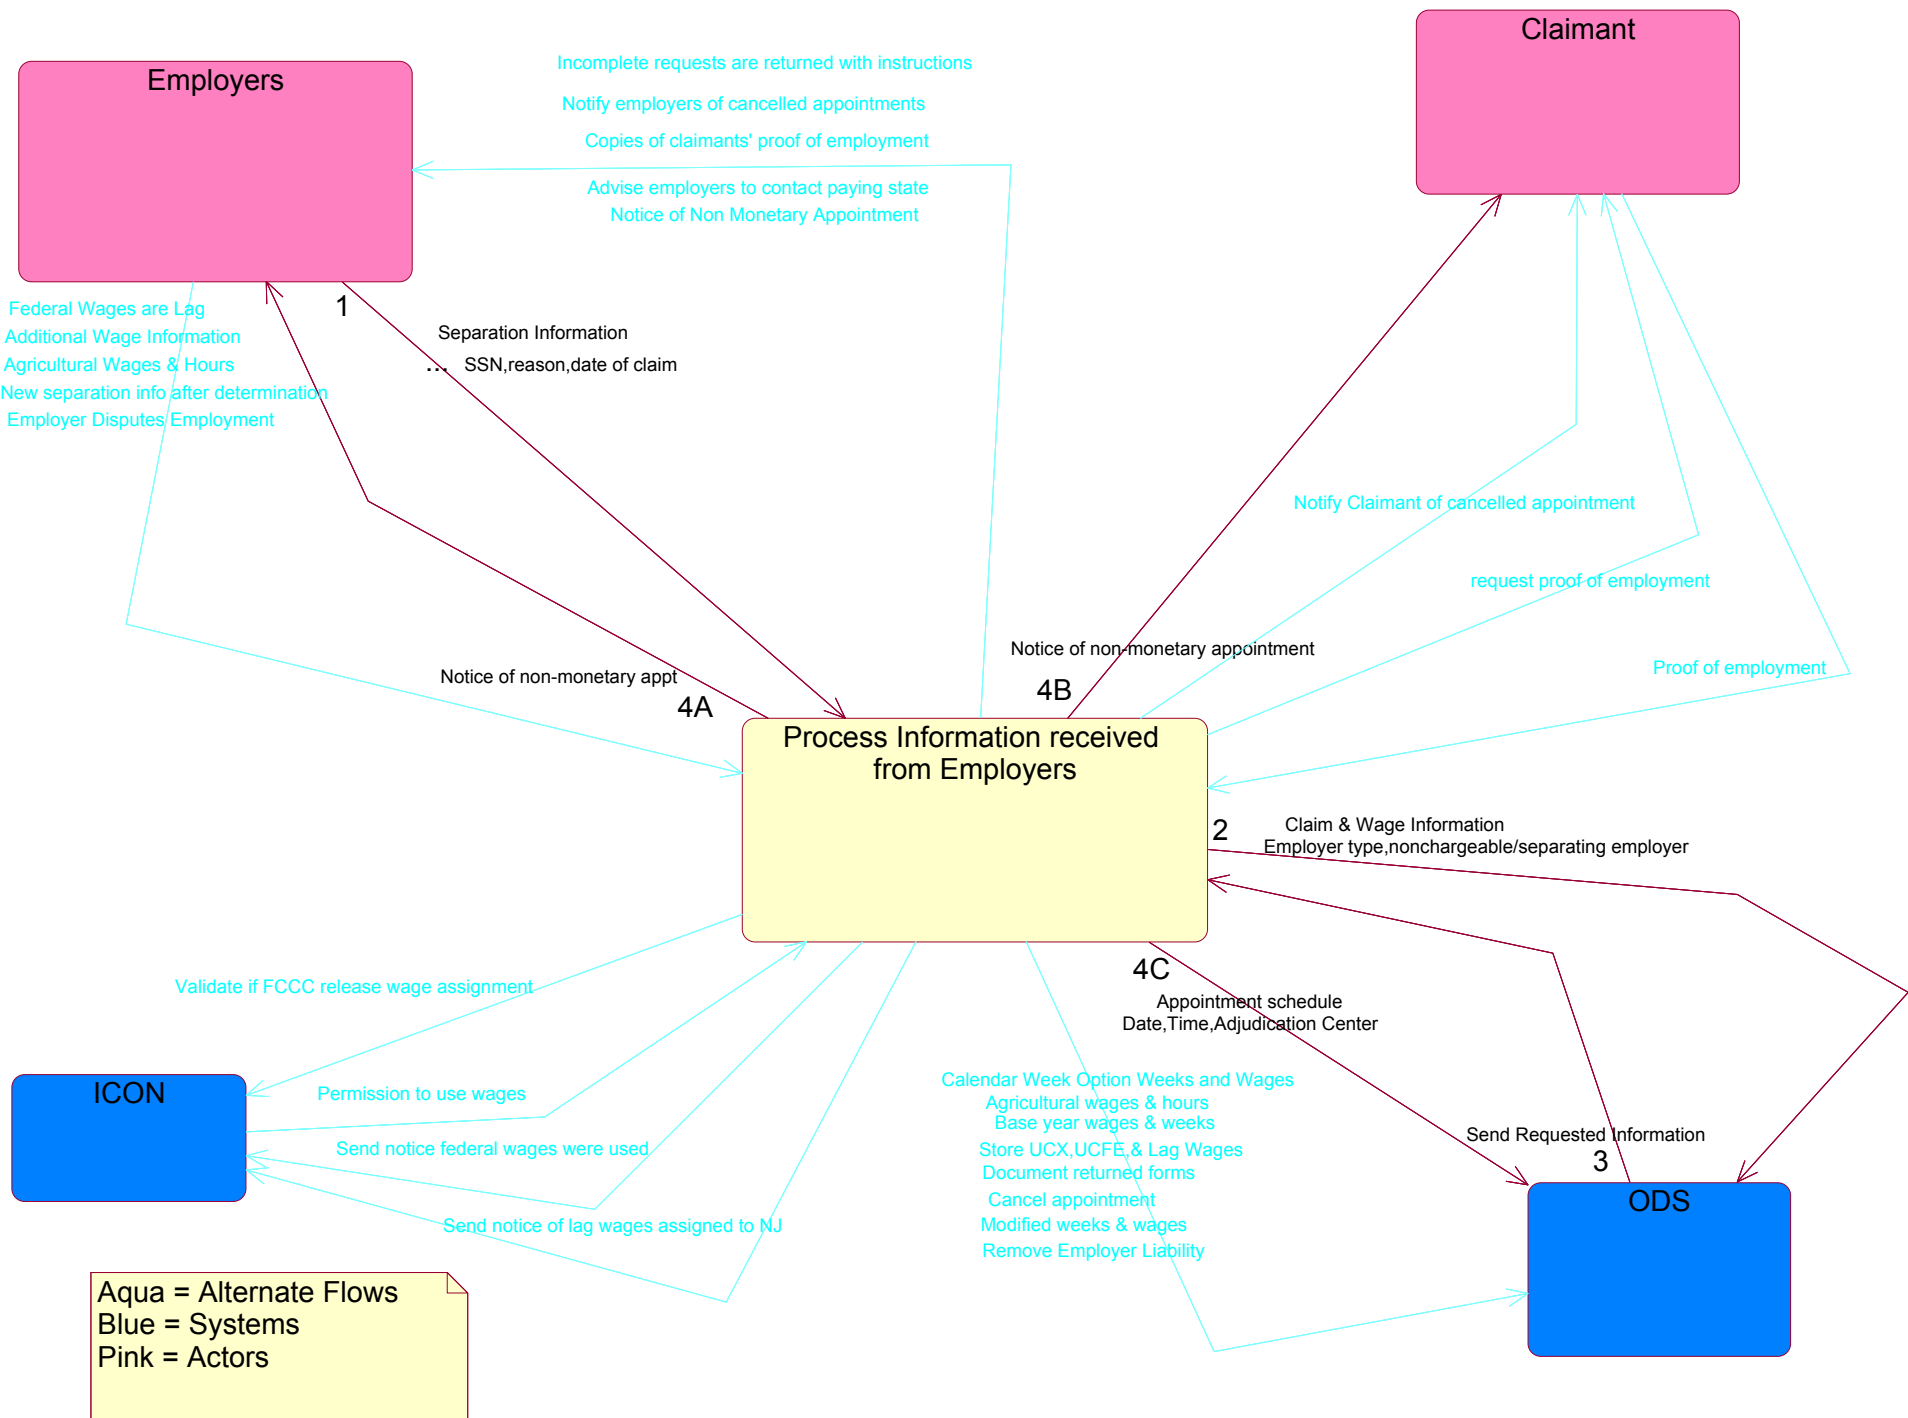 Claimant
Employers
Incomplete requests are returned with instructions
Notify employers of cancelled appointments
Copies of claimants' proof of employment
Advise employers to contact paying state
Notice of Non Monetary Appointment
1
Federal Wages are Lag
Additional Wage Information
Agricultural Wages & Hours
New separation info after determination
Employer Disputes Employment
Separation Information
... SSN,reason,date of claim
Notify Claimant of cancelled appointment
request proof of employment
Proof of employment
Notice of non-monetary appointment
4B
Notice of non-monetary appt
4A
Process Information received
from Employers
2
Claim & Wage Information
Employer type,nonchargeable/separating employer
4C
Appointment schedule
Date,Time,Adjudication Center
Validate if FCCC release wage assignment
ICON
Permission to use wages
Send notice federal wages were used
Send notice of lag wages assigned to NJ
Calendar Week Option Weeks and Wages
Agricultural wages & hours
Base year wages & weeks
Store UCX,UCFE,& Lag Wages
Document returned forms
Cancel appointment
Modified weeks & wages
Remove Employer Liability
Send Requested Information
3
ODS
Aqua = Alternate Flows
Blue = Systems
Pink = Actors